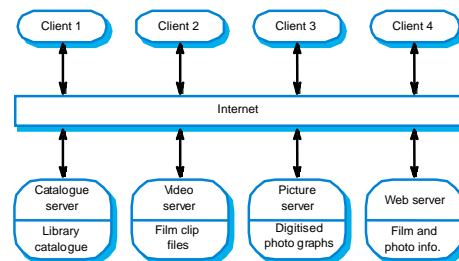 Client 1
Client 2
Client 3
Client 4
Internet
Catalogue
server
Library
catalogue
Video
server
Film clip
files
Picture
server
Digitised
photo graphs
Web server
Film and
photo info.